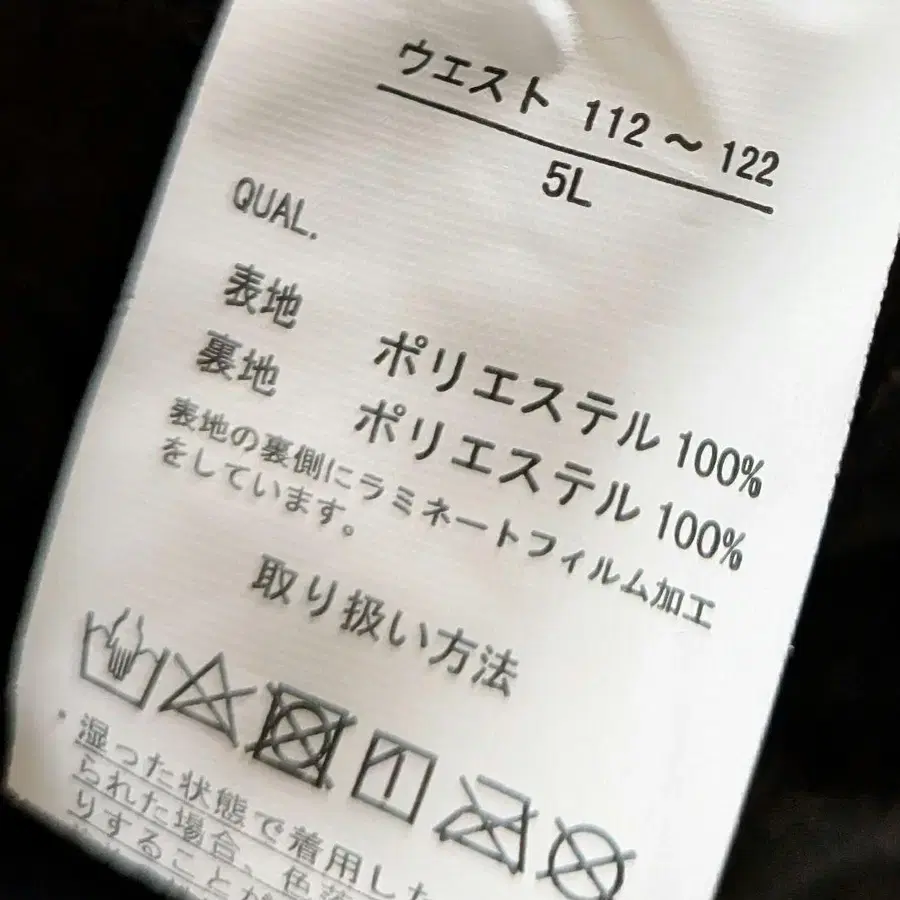 ウエスト 112～122
5L
QUAL.
表地 ポリエステル 100%
裏地 ポリエステル 100%
表地の裏側にラミネートフィルム加工
をしています。
取り扱い方法
・湿った状態で着用した
られた場合、色落
りすることが